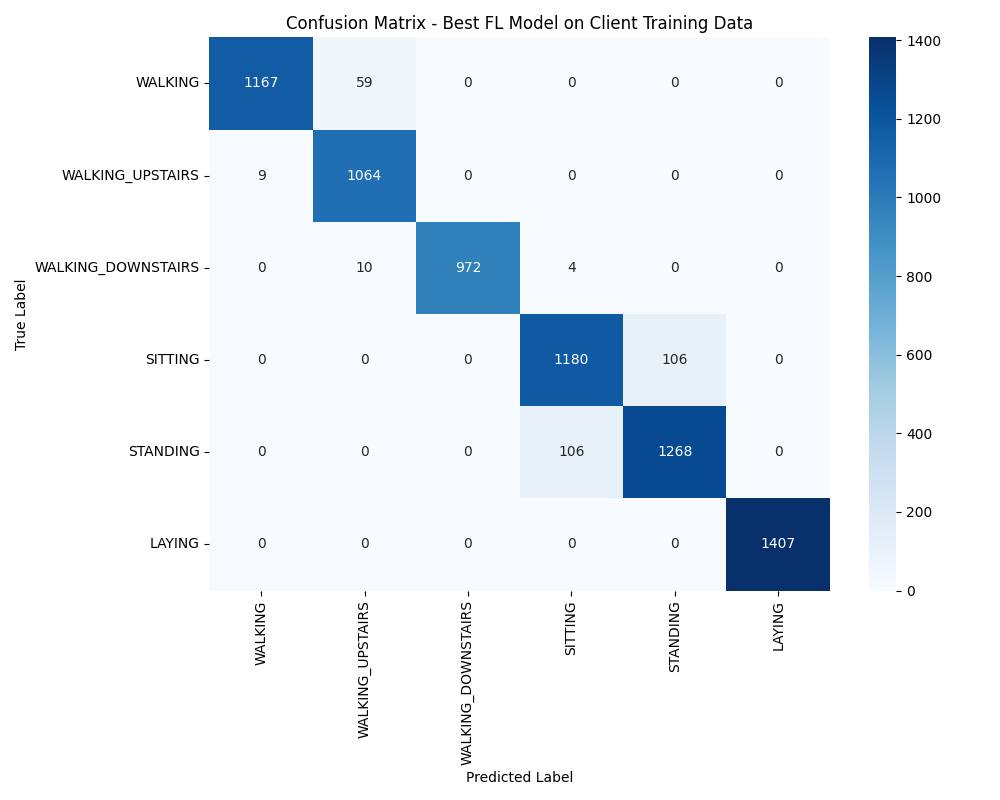 Confusion Matrix - Best FL Model on Client Training Data
True Label
WALKING 1167 59 0 0 0 0
WALKING_UPSTAIRS 9 1064 0 0 0 0
WALKING_DOWNSTAIRS 0 10 972 4 0 0
SITTING 0 0 0 1180 106 0
STANDING 0 0 0 106 1268 0
LAYING 0 0 0 0 0 1407
WALKING
WALKING_UPSTAIRS
WALKING_DOWNSTAIRS
SITTING
STANDING
LAYING
Predicted Label
1400
1200
1000
800
600
400
200
0